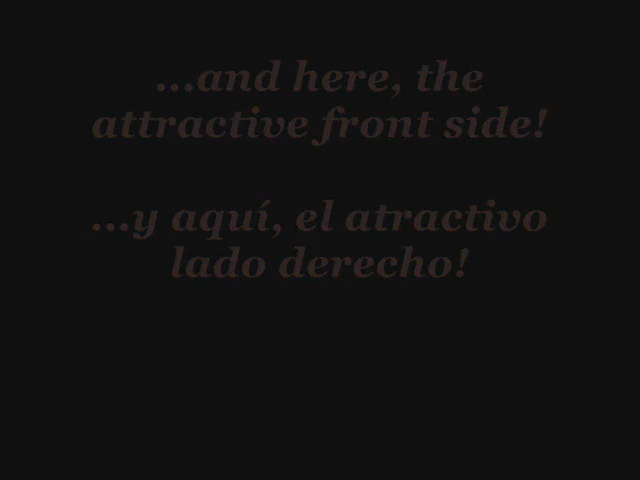 ...and here, the
attractive front side!
...y aquí, el atractivo
lado derecho!